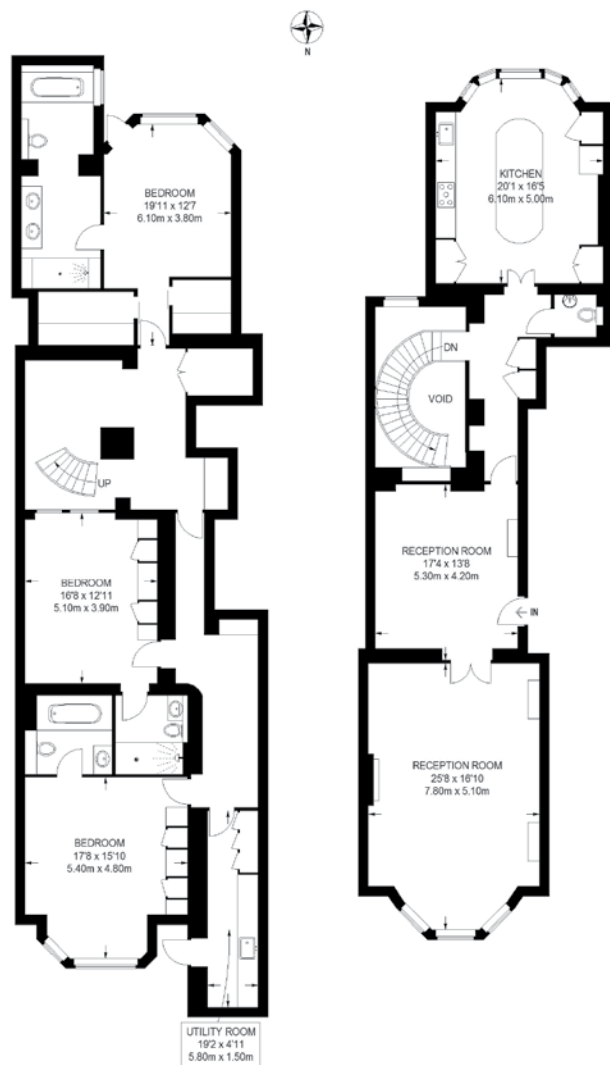 N
BEDROOM
19'11 x 12'7
6.10m x 3.80m
UP
BEDROOM
16'8 x 12'11
5.10m x 3.90m
BEDROOM
17'8 x 15'10
5.40m x 4.80m
UTILITY ROOM
19'2 x 4'11
5.80m x 1.50m
KITCHEN
20'1 x 16'5
6.10m x 5.00m
DN
VOID
RECEPTION ROOM
17'4 x 13'8
5.30m x 4.20m
IN
RECEPTION ROOM
25'8 x 16'10
7.80m x 5.10m